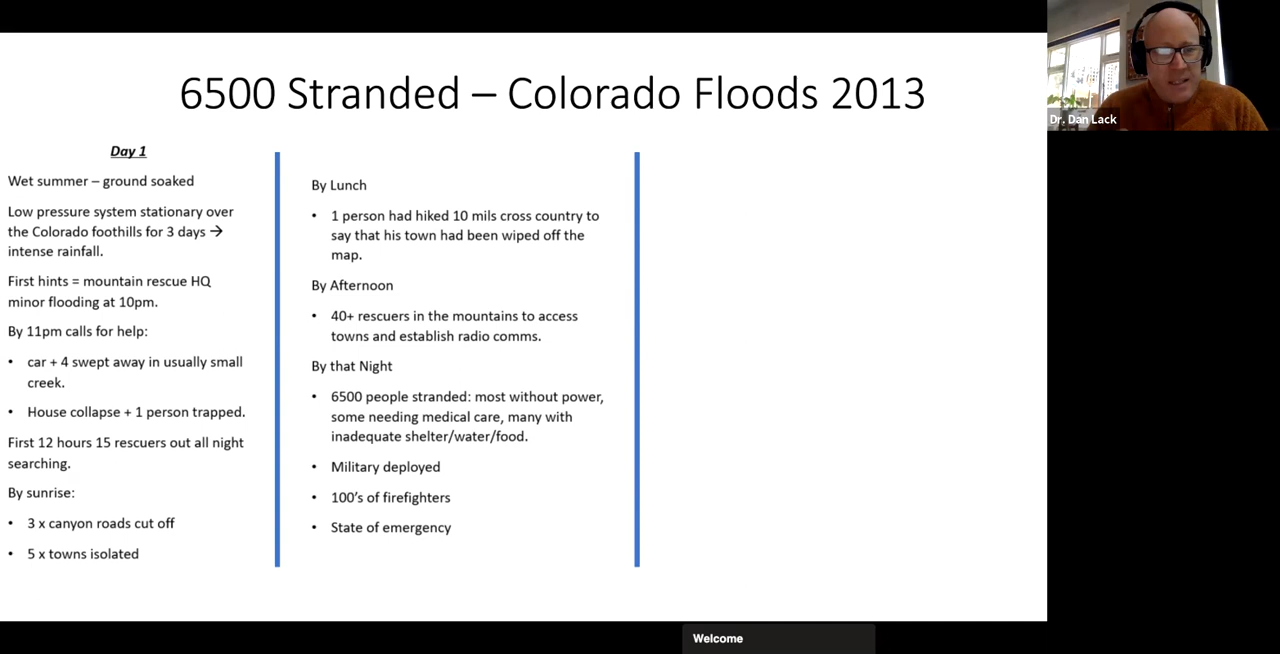 6500 Stranded – Colorado Floods 2013
Day 1
Wet summer – ground soaked
Low pressure system stationary over
the Colorado foothills for 3 days →
intense rainfall.
First hints = mountain rescue HQ
minor flooding at 10pm.
By 11pm calls for help:
• car + 4 swept away in usually small
creek.
• House collapse + 1 person trapped.
First 12 hours 15 rescuers out all night
searching.
By sunrise:
• 3 x canyon roads cut off
• 5 x towns isolated
By Lunch
• 1 person had hiked 10 mils cross country to
say that his town had been wiped off the
map.
By Afternoon
• 40+ rescuers in the mountains to access
towns and establish radio comms.
By that Night
• 6500 people stranded: most without power,
some needing medical care, many with
inadequate shelter/water/food.
• Military deployed
• 100’s of firefighters
• State of emergency
Dr. Dan Lack
Welcome